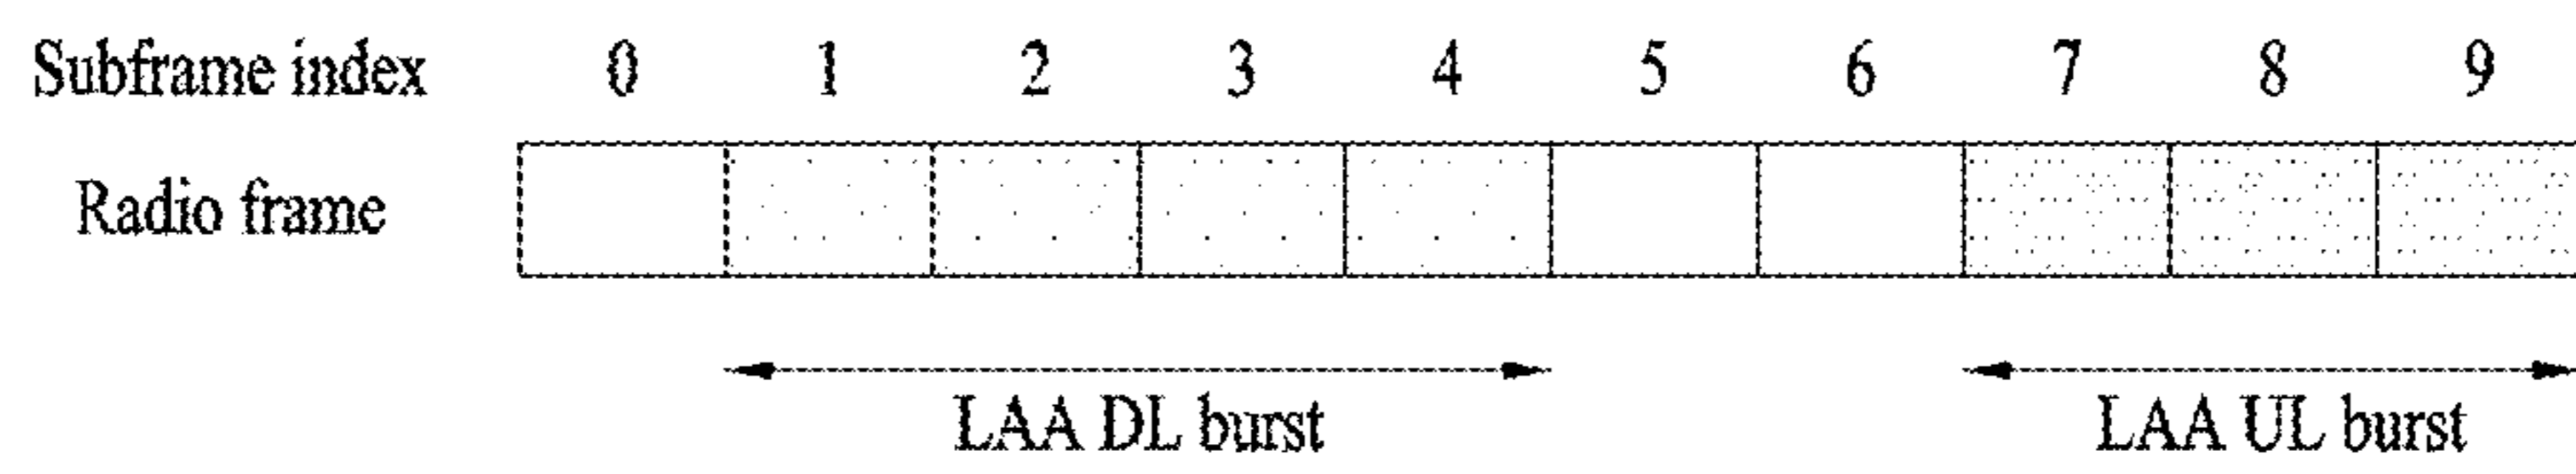 Subframe index 0 1 2 3 4 5 6 7 8 9
Radio frame
LAA DL burst LAA UL burst